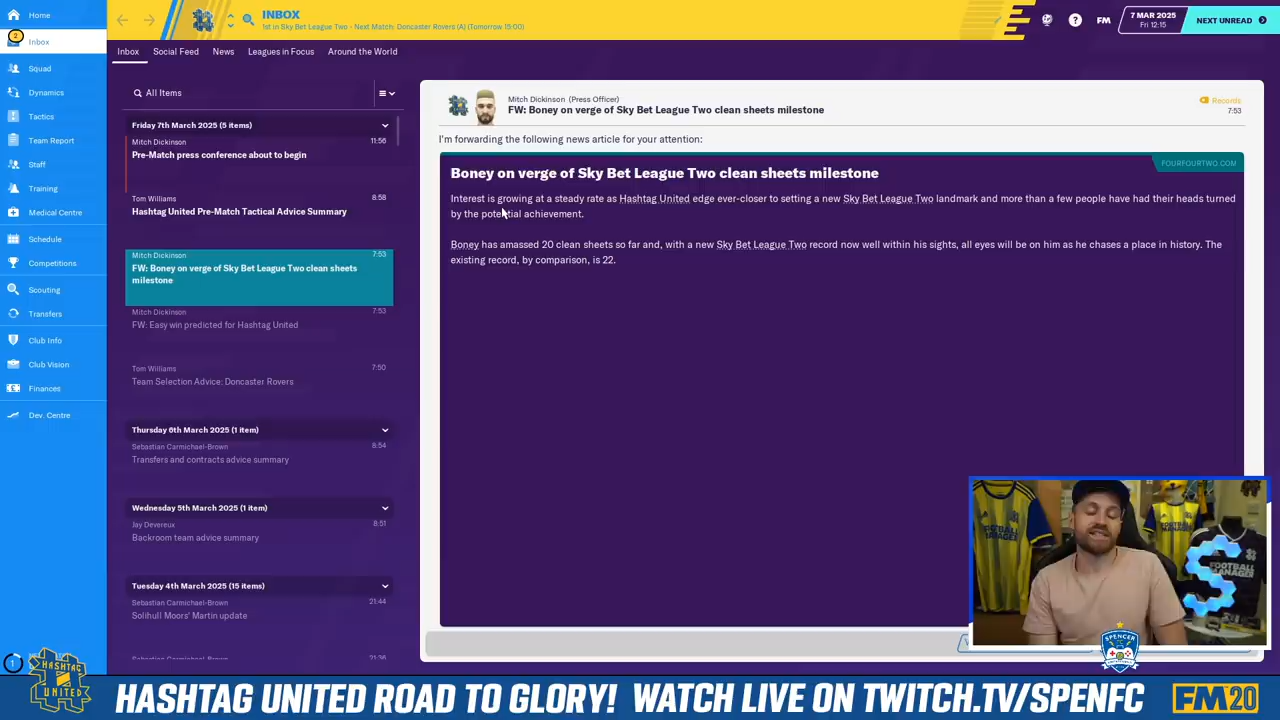 Home
INBOX
1st in Sky Bet League Two - Next Match: Doncaster Rovers (A) (Tomorrow 15:00)
FM
7 MAR 2025
Fri 12:15
NEXT UNREAD
2
Inbox
Squad
Dynamics
Tactics
Team Report
Staff
Training
Medical Centre
Schedule
Competitions
Scouting
Transfers
Club Info
Club Vision
Finances
Dev. Centre
Inbox
Social Feed
News
Leagues in Focus
Around the World
All Items
Friday 7th March 2025 (5 items)
Mitch Dickinson 11:56
Pre-Match press conference about to begin
Tom Williams 8:58
Hashtag United Pre-Match Tactical Advice Summary
Mitch Dickinson 7:53
FW: Boney on verge of Sky Bet League Two clean sheets
milestone
Mitch Dickinson 7:53
FW: Easy win predicted for Hashtag United
Tom Williams 7:50
Team Selection Advice: Doncaster Rovers
Thursday 6th March 2025 (1 item)
Sebastian Carmichael-Brown 8:54
Transfers and contracts advice summary
Wednesday 5th March 2025 (1 item)
Jay Devereux 8:51
Backroom team advice summary
Tuesday 4th March 2025 (15 items)
Sebastian Carmichael-Brown 21:44
Solihull Moors' Martin update
Mitch Dickinson (Press Officer)
FW: Boney on verge of Sky Bet League Two clean sheets milestone
Records
7:53
I'm forwarding the following news article for your attention:
FOURFOURTWO.COM
Boney on verge of Sky Bet League Two clean sheets milestone
Interest is growing at a steady rate as Hashtag United edge ever-closer to setting a new Sky Bet League Two landmark and more than a few people have had their heads turned
by the potential achievement.
Boney has amassed 20 clean sheets so far and, with a new Sky Bet League Two record now well within his sights, all eyes will be on him as he chases a place in history. The
existing record, by comparison, is 22.
FOOTBALL
MANAGER
FOOTBALL
MANAGER
SPENCER
1
HASHTAG
UNITED
HASHTAG UNITED ROAD TO GLORY! WATCH LIVE ON TWITCH.TV/SPENFC
FM20